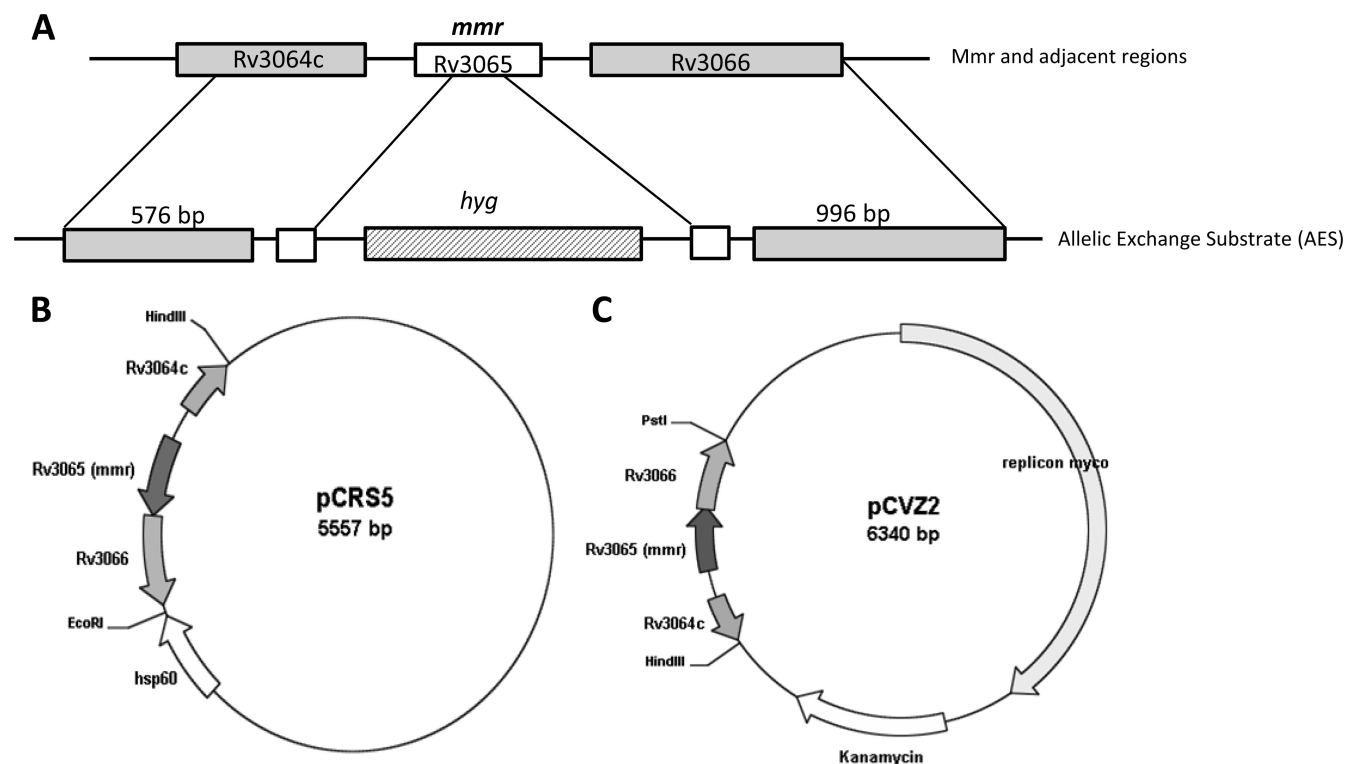 A
mmr
Rv3064c
Rv3065
Rv3066
Mmr and adjacent regions
576 bp
hyg
996 bp
Allelic Exchange Substrate (AES)
B
HindIII
Rv3064c
Rv3065 (mmr)
Rv3066
EcoRI
hsp60
pCRS5
5557 bp
C
PstI
Rv3066
Rv3065 (mmr)
Rv3064c
HindIII
pCVZ2
6340 bp
replicon myco
Kanamycin